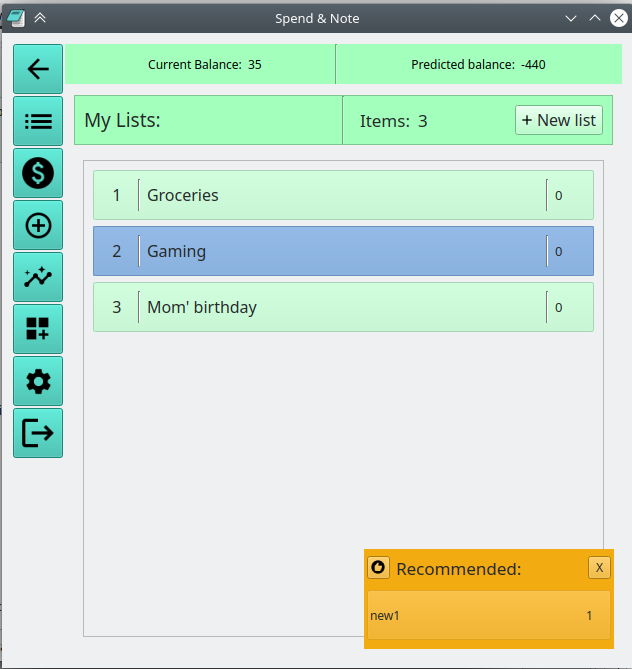 Spend & Note
Current Balance: 35
Predicted balance: -440
My Lists:
Items: 3
+ New list
1 Groceries 0
2 Gaming 0
3 Mom' birthday 0
Recommended:
X
new1 1